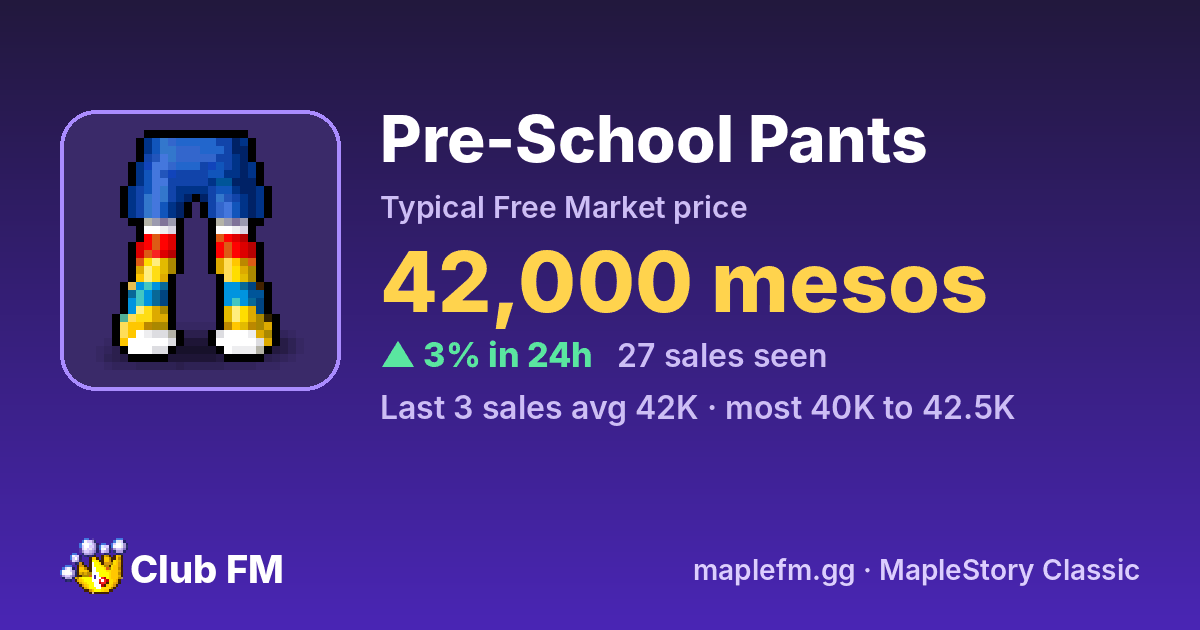 Pre-School Pants
Typical Free Market price
42,000 mesos
▲ 3% in 24h 27 sales seen
Last 3 sales avg 42K · most 40K to 42.5K
Club FM
maplefm.gg · MapleStory Classic